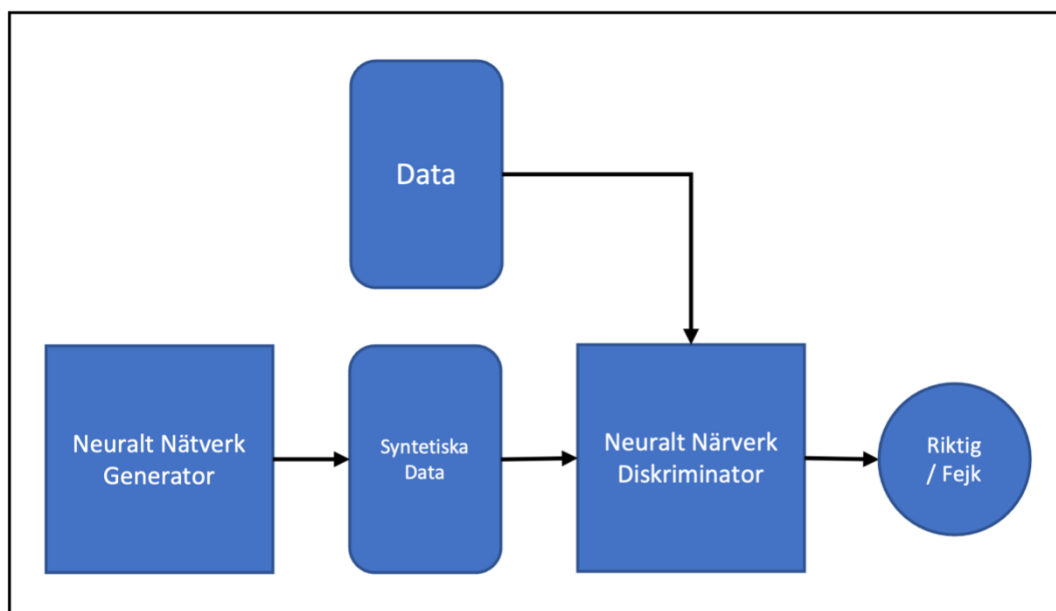 Data
Neuralt Nätverk
Generator
Syntetiska
Data
Neuralt Närverk
Diskriminator
Riktig
/ Fejk